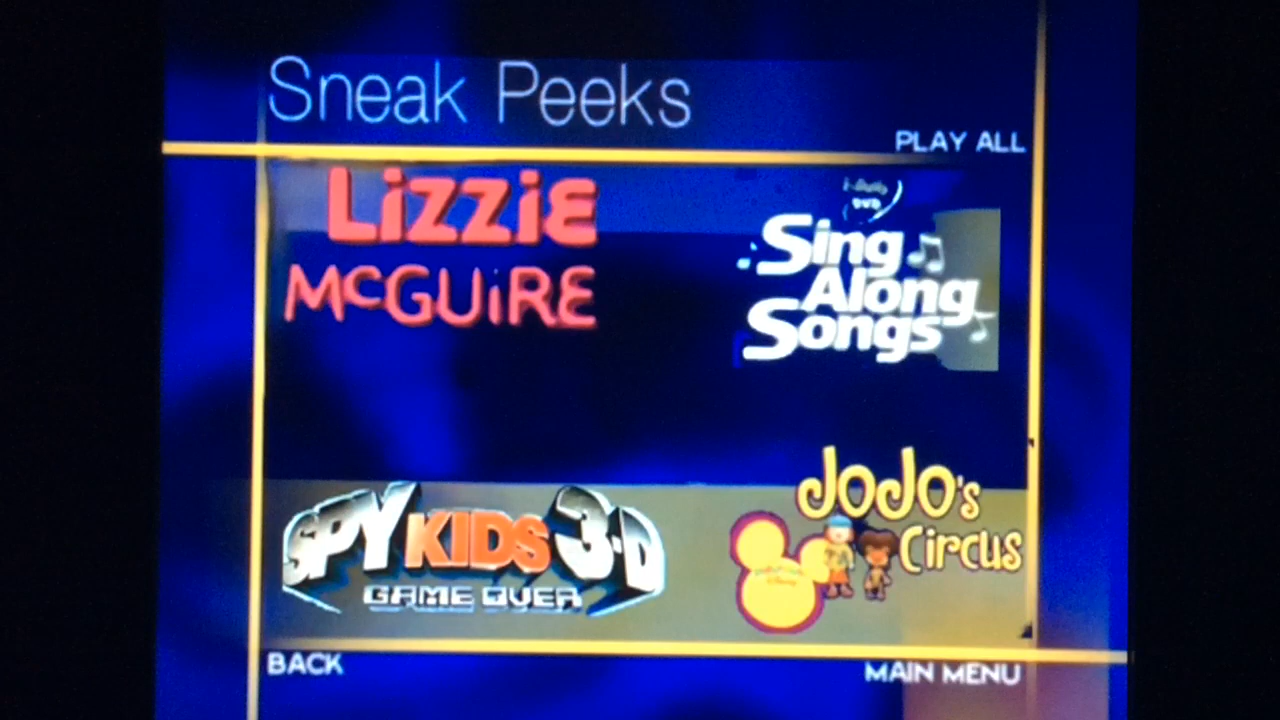 Sneak Peeks
PLAY ALL
Lizzie
McGUiRE
DVD
Sing
Along
Songs
SPY KIDS 3-D
GAME OVER
JoJo's
Circus
BACK
MAIN MENU